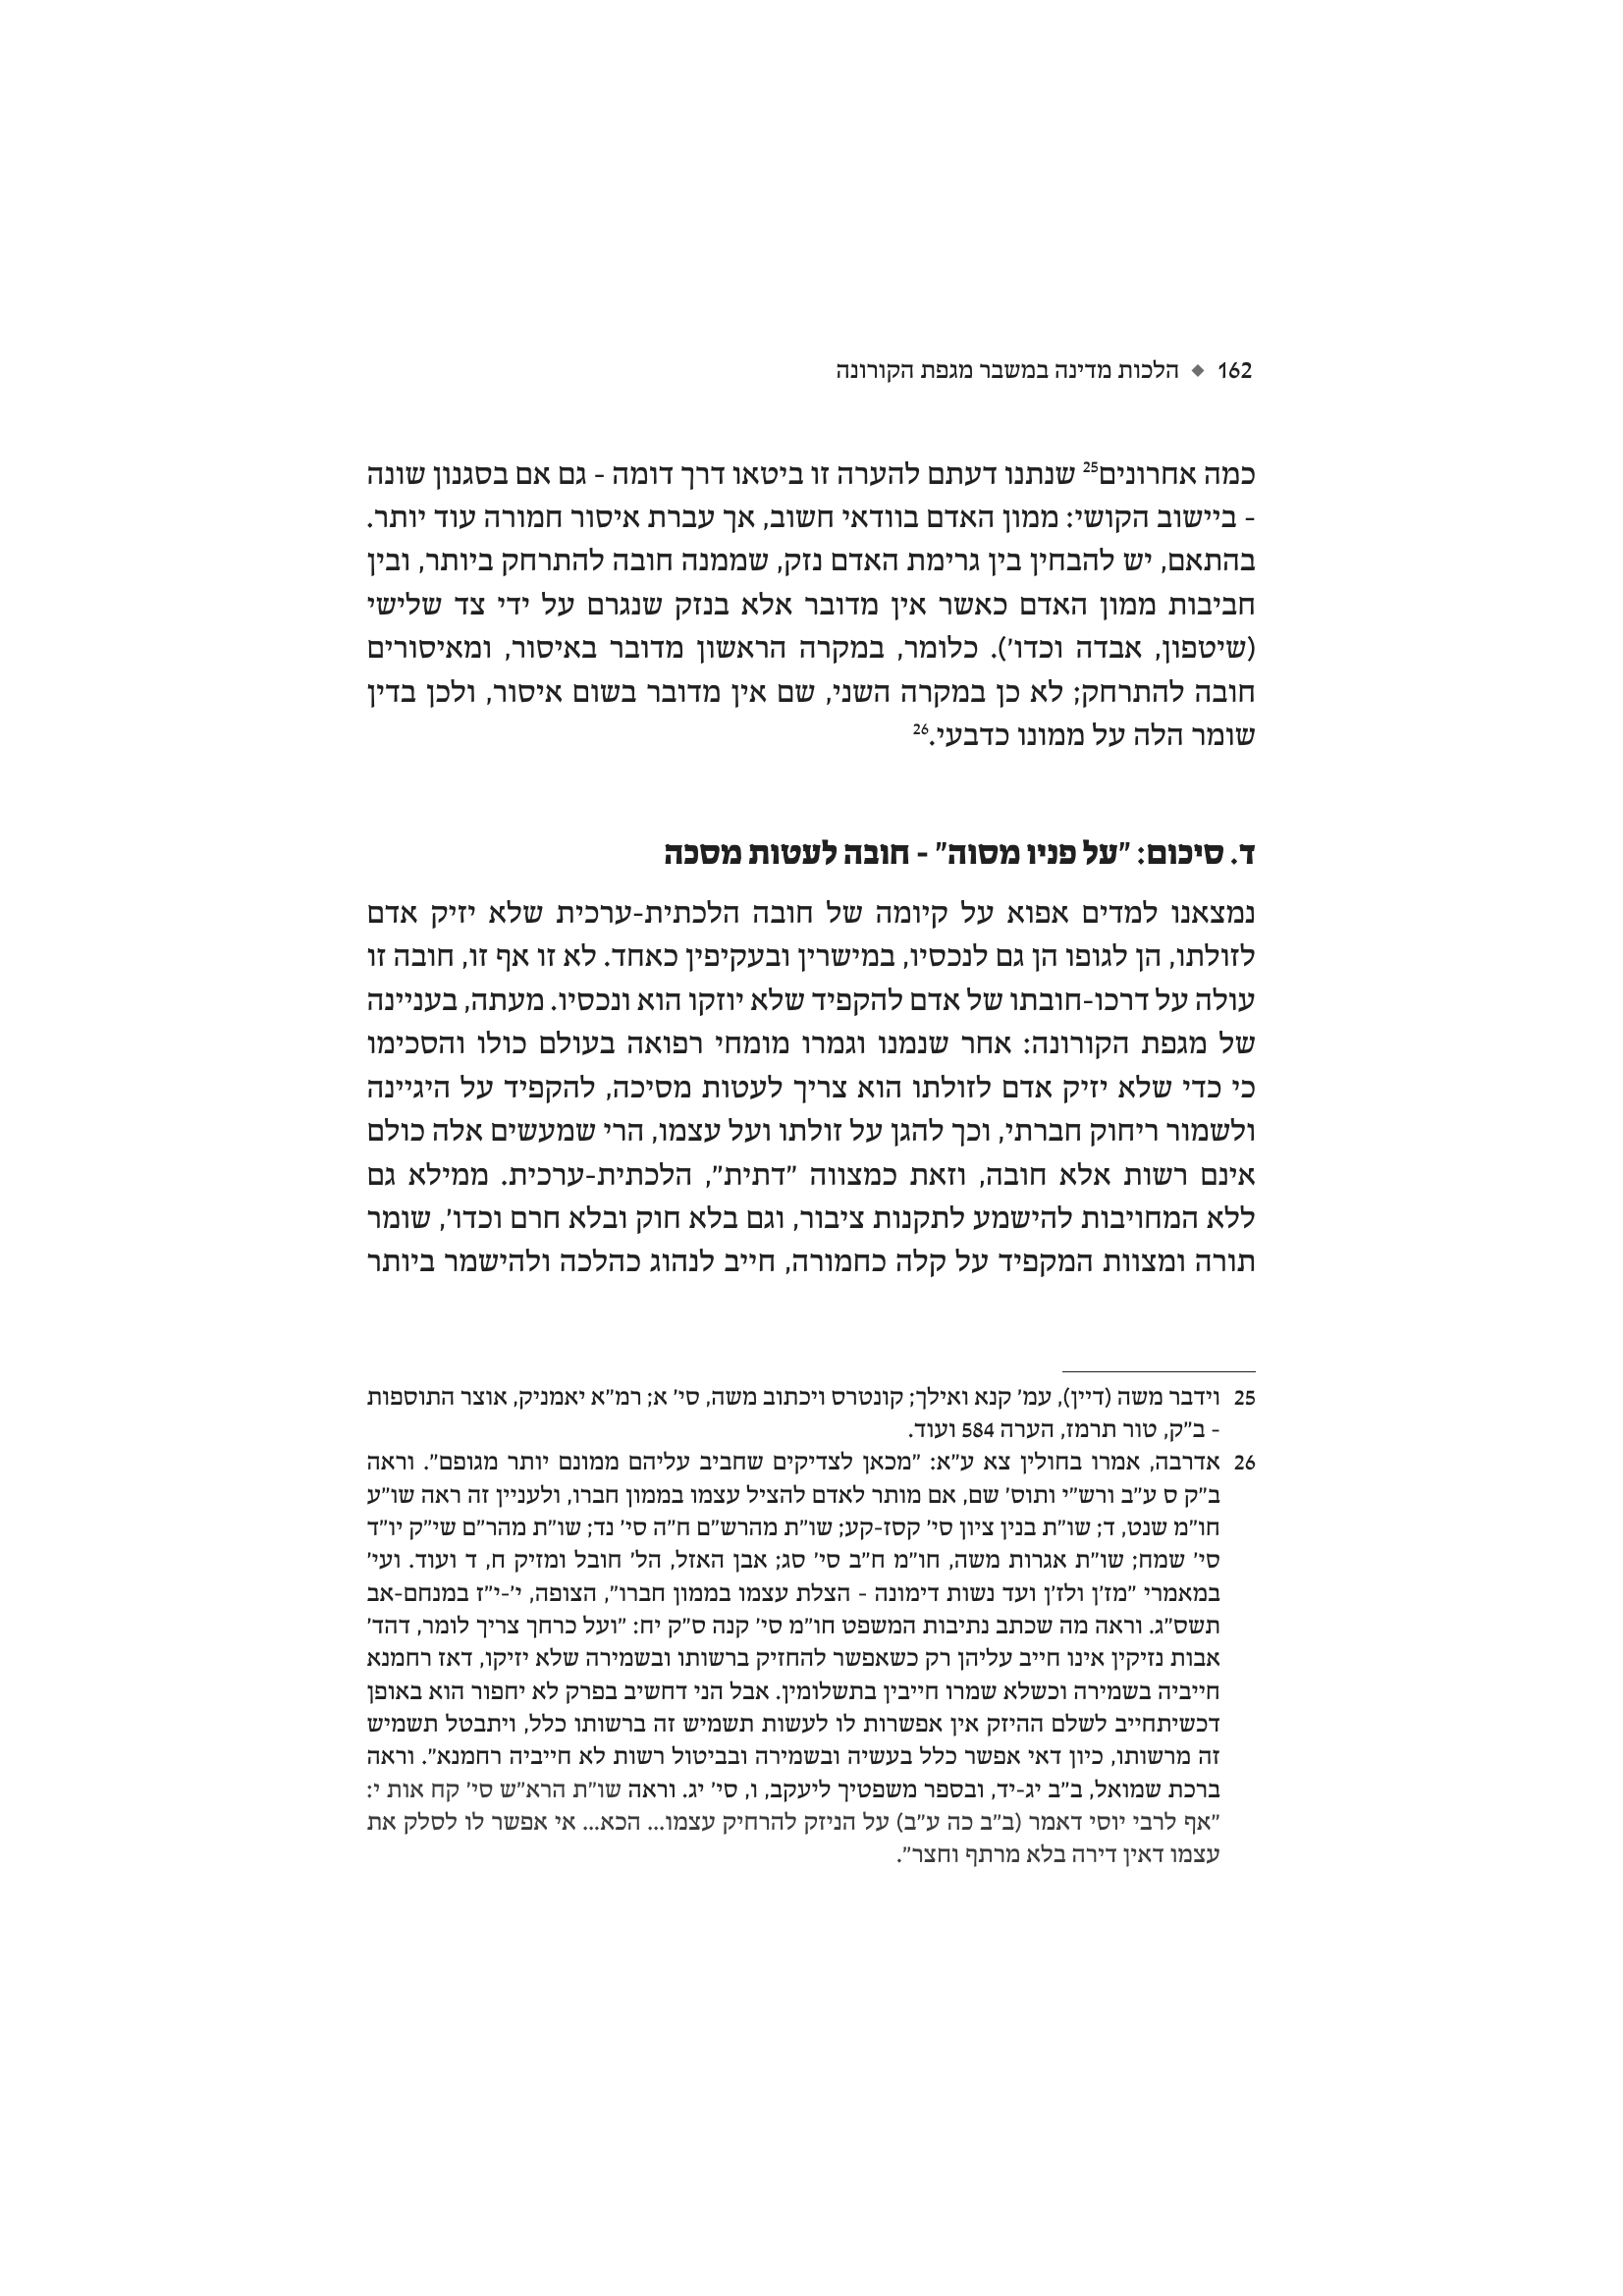 162 ◆ הלכות מדינה במשבר מגפת הקורונה
כמה אחרונים25 שנתנו דעתם להערה זו ביטאו דרך דומה - גם אם בסגנון שונה
- ביישוב הקושי: ממון האדם בוודאי חשוב, אך עברת איסור חמורה עוד יותר.
בהתאם, יש להבחין בין גרימת האדם נזק, שממנה חובה להתרחק ביותר, ובין
חביבות ממון האדם כאשר אין מדובר אלא בנזק שנגרם על ידי צד שלישי
(שיטפון, אבדה וכדו'). כלומר, במקרה הראשון מדובר באיסור, ומאיסורים
חובה להתרחק; לא כן במקרה השני, שם אין מדובר בשום איסור, ולכן בדין
שומר הלה על ממונו כדבעי.26
ד. סיכום: "על פניו מסוה" - חובה לעטות מסכה
נמצאנו למדים אפוא על קיומה של חובה הלכתית-ערכית שלא יזיק אדם
לזולתו, הן לגופו הן גם לנכסיו, במישרין ובעקיפין כאחד. לא זו אף זו, חובה זו
עולה על דרכו-חובתו של אדם להקפיד שלא יוזקו הוא ונכסיו. מעתה, בעניינה
של מגפת הקורונה: אחר שנמנו וגמרו מומחי רפואה בעולם כולו והסכימו
כי כדי שלא יזיק אדם לזולתו הוא צריך לעטות מסיכה, להקפיד על היגיינה
ולשמור ריחוק חברתי, וכך להגן על זולתו ועל עצמו, הרי שמעשים אלה כולם
אינם רשות אלא חובה, וזאת כמצווה "דתית", הלכתית-ערכית. ממילא גם
ללא המחויבות להישמע לתקנות ציבור, וגם בלא חוק ובלא חרם וכדו', שומר
תורה ומצוות המקפיד על קלה כחמורה, חייב לנהוג כהלכה ולהישמר ביותר
25 וידבר משה (דיין), עמ' קנא ואילך; קונטרס ויכתוב משה, סי' א; רמ"א יאמניק, אוצר התוספות
- ב"ק, טור תרמז, הערה 584 ועוד.
26 אדרבה, אמרו בחולין צא ע"א: "מכאן לצדיקים שחביב עליהם ממונם יותר מגופם". וראה
ב"ק ס ע"ב ורש"י ותוס' שם, אם מותר לאדם להציל עצמו בממון חברו, ולעניין זה ראה שו"ע
חו"מ שנט, ד; שו"ת בנין ציון סי' קסז-קע; שו"ת מהרש"ם ח"ה סי' נד; שו"ת מהר"ם שי"ק יו"ד
סי' שמח; שו"ת אגרות משה, חו"מ ח"ב סי' סג; אבן האזל, הל' חובל ומזיק ח, ד ועוד. ועי'
במאמרי "מז'ן ולז'ן ועד נשות דימונה - הצלת עצמו בממון חברו", הצופה, י'-י"ז במנחם-אב
תשס"ג. וראה מה שכתב נתיבות המשפט חו"מ סי' קנה ס"ק יח: "ועל כרחך צריך לומר, דהד'
אבות נזיקין אינו חייב עליהן רק כשאפשר להחזיק ברשותו ובשמירה שלא יזיקו, דאז רחמנא
חייביה בשמירה וכשלא שמרו חייבין בתשלומין. אבל הני דחשיב בפרק לא יחפור הוא באופן
דכשיתחייב לשלם ההיזק אין אפשרות לו לעשות תשמיש זה ברשותו כלל, ויתבטל תשמיש
זה מרשותו, כיון דאי אפשר כלל בעשיה ובשמירה ובביטול רשות לא חייביה רחמנא". וראה
ברכת שמואל, ב"ב יג-יד, ובספר משפטיך ליעקב, ו, סי' יג. וראה שו"ת הרא"ש סי' קח אות י:
"אף לרבי יוסי דאמר (ב"ב כה ע"ב) על הניזק להרחיק עצמו... הכא... אי אפשר לו לסלק את
עצמו דאין דירה בלא מרתף וחצר".